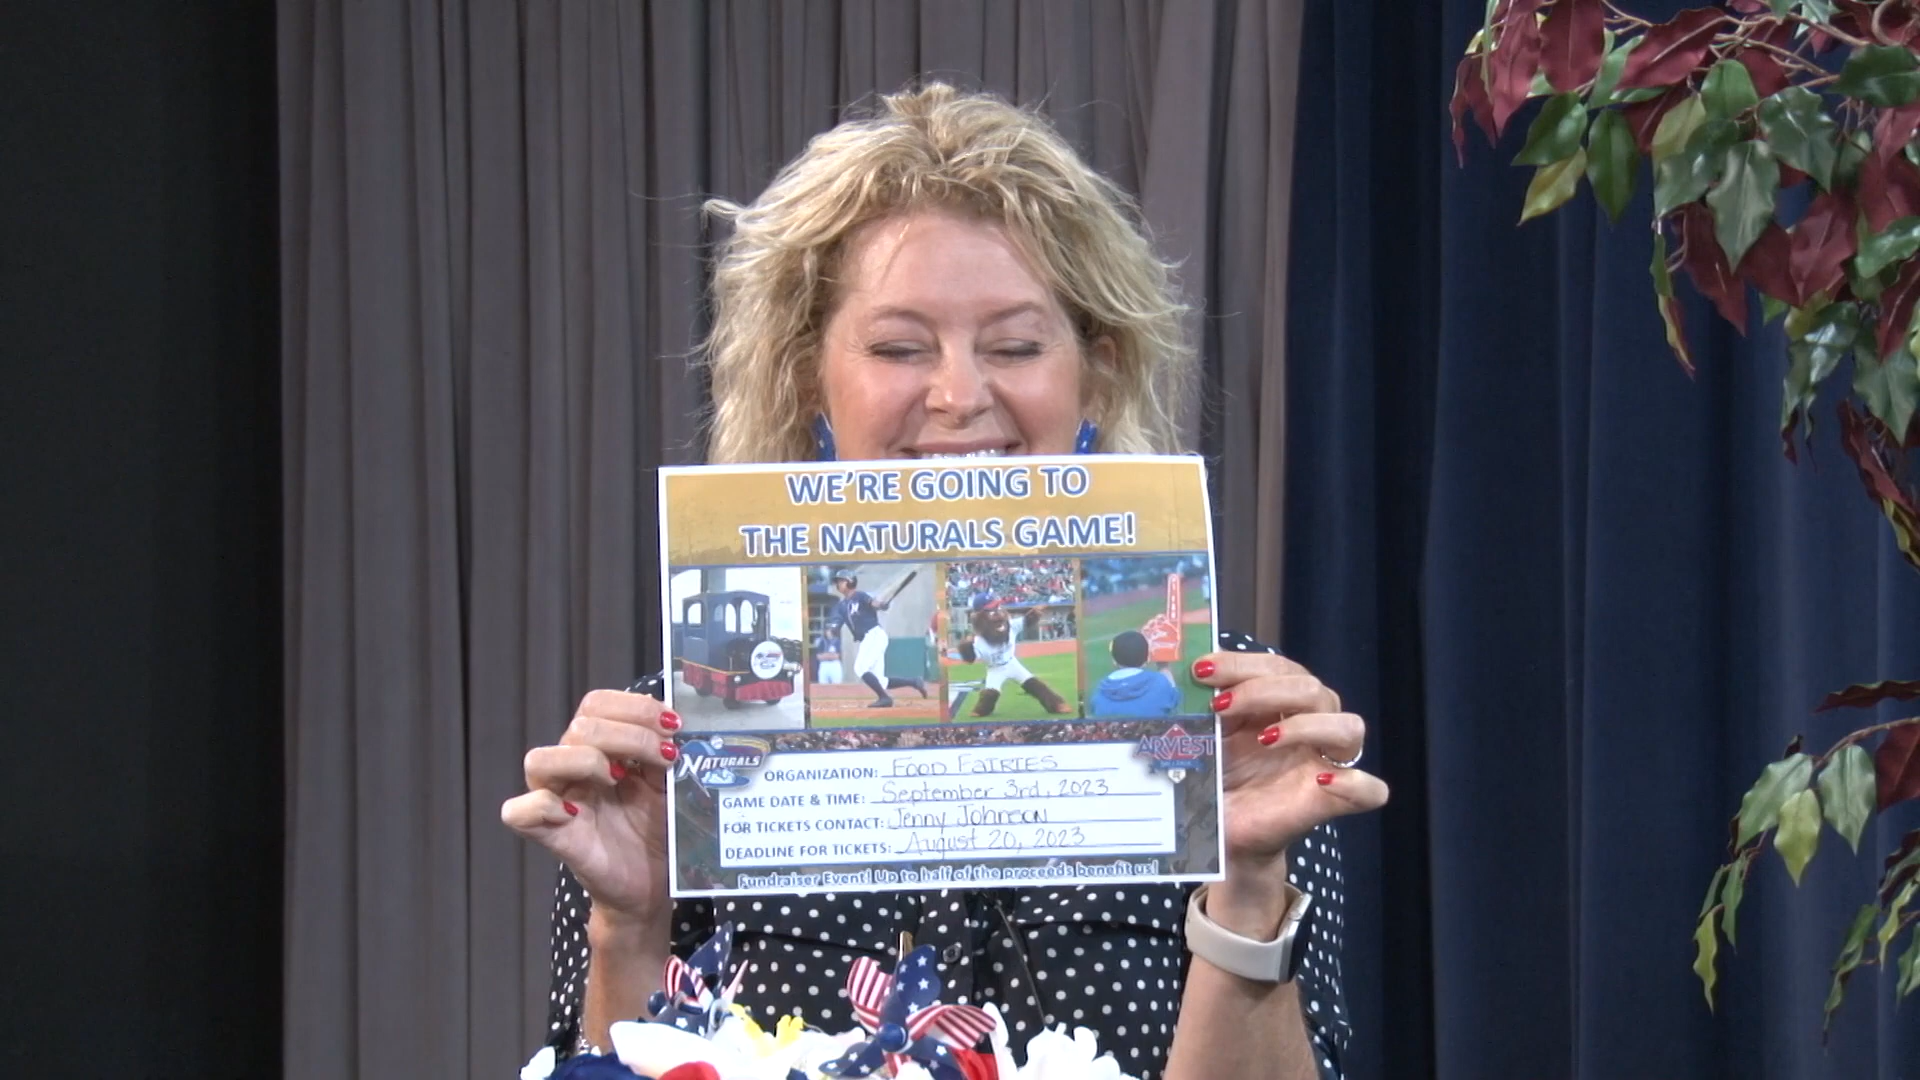 WE'RE GOING TO
THE NATURALS GAME!
NATURALS
ARVEST
ORGANIZATION: FOOD FAIRIES
GAME DATE & TIME: September 3rd, 2023
FOR TICKETS CONTACT: Jenny Johnson
DEADLINE FOR TICKETS: August 20, 2023
Fundraiser Event! Up to half of the proceeds benefit us!